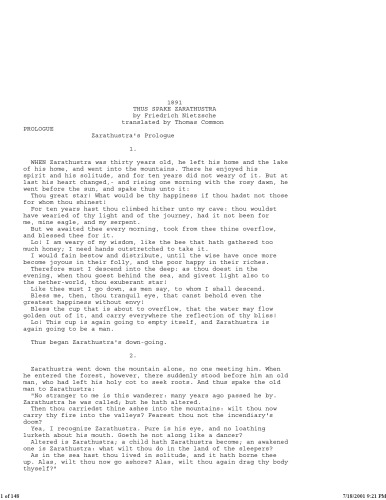 1891
THUS SPAKE ZARATHUSTRA
by Friedrich Nietzsche
translated by Thomas Common
PROLOGUE
Zarathustra's Prologue
1.
WHEN Zarathustra was thirty years old, he left his home and the lake
of his home, and went into the mountains. There he enjoyed his
spirit and his solitude, and for ten years did not weary of it. But at
last his heart changed,- and rising one morning with the rosy dawn, he
went before the sun, and spake thus unto it:
Thou great star! What would be thy happiness if thou hadst not those
for whom thou shinest!
For ten years hast thou climbed hither unto my cave: thou wouldst
have wearied of thy light and of the journey, had it not been for
me, mine eagle, and my serpent.
But we awaited thee every morning, took from thee thine overflow,
and blessed thee for it.
Lo! I am weary of my wisdom, like the bee that hath gathered too
much honey; I need hands outstretched to take it.
I would fain bestow and distribute, until the wise have once more
become joyous in their folly, and the poor happy in their riches.
Therefore must I descend into the deep: as thou doest in the
evening, when thou goest behind the sea, and givest light also to
the nether-world, thou exuberant star!
Like thee must I go down, as men say, to whom I shall descend.
Bless me, then, thou tranquil eye, that canst behold even the
greatest happiness without envy!
Bless the cup that is about to overflow, that the water may flow
golden out of it, and carry everywhere the reflection of thy bliss!
Lo! This cup is again going to empty itself, and Zarathustra is
again going to be a man.
Thus began Zarathustra's down-going.
2.
Zarathustra went down the mountain alone, no one meeting him. When
he entered the forest, however, there suddenly stood before him an old
man, who had left his holy cot to seek roots. And thus spake the old
man to Zarathustra:
"No stranger to me is this wanderer: many years ago passed he by.
Zarathustra he was called; but he hath altered.
Then thou carriedst thine ashes into the mountains: wilt thou now
carry thy fire into the valleys? Fearest thou not the incendiary's
doom?
Yea, I recognize Zarathustra. Pure is his eye, and no loathing
lurketh about his mouth. Goeth he not along like a dancer?
Altered is Zarathustra; a child hath Zarathustra become; an awakened
one is Zarathustra: what wilt thou do in the land of the sleepers?
As in the sea hast thou lived in solitude, and it hath borne thee
up. Alas, wilt thou now go ashore? Alas, wilt thou again drag thy body
thyself?"
1 of 148
7/18/2001 9:21 PM